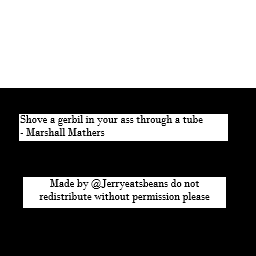 Shove a gerbil in your ass through a tube
- Marshall Mathers
Made by @Jerryeatsbeans do not
redistribute without permission please